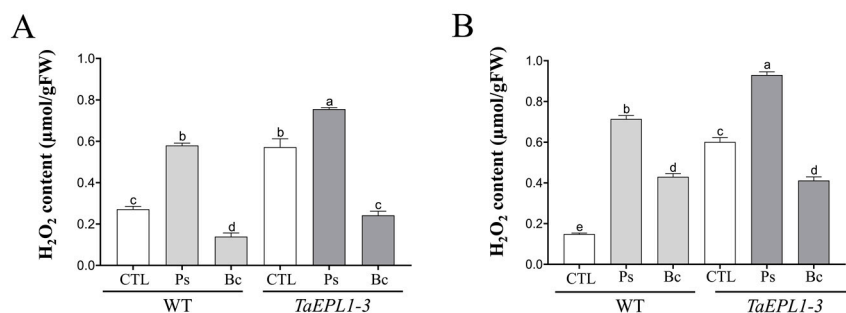 A
H₂O₂ content (μmol/gFW)
1.0
0.8
0.6
0.4
0.2
0.0
c
b
d
b
a
c
CTL Ps Bc CTL Ps Bc
WT TaEPL1-3
B
H₂O₂ content (μmol/gFW)
1.0
0.8
0.6
0.4
0.2
0.0
e
b
d
c
a
d
CTL Ps Bc CTL Ps Bc
WT TaEPL1-3